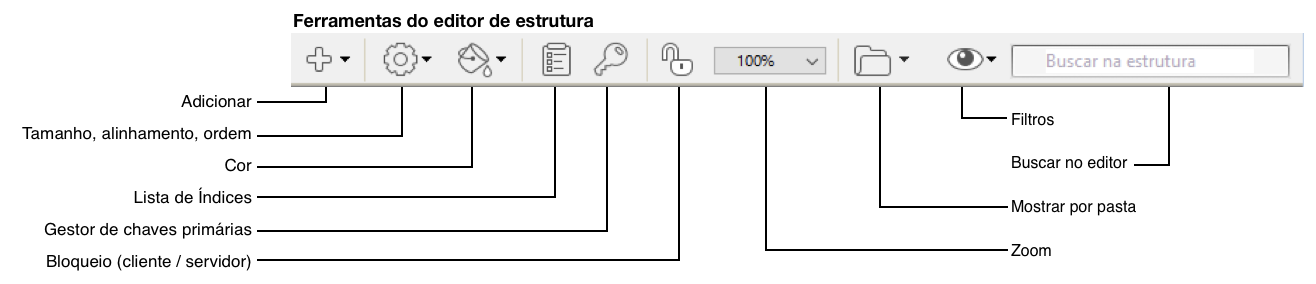 Ferramentas do editor de estrutura
100%
Buscar na estrutura
Adicionar
Tamanho, alinhamento, ordem
Cor
Lista de Índices
Gestor de chaves primárias
Bloqueio (cliente / servidor)
Filtros
Buscar no editor
Mostrar por pasta
Zoom